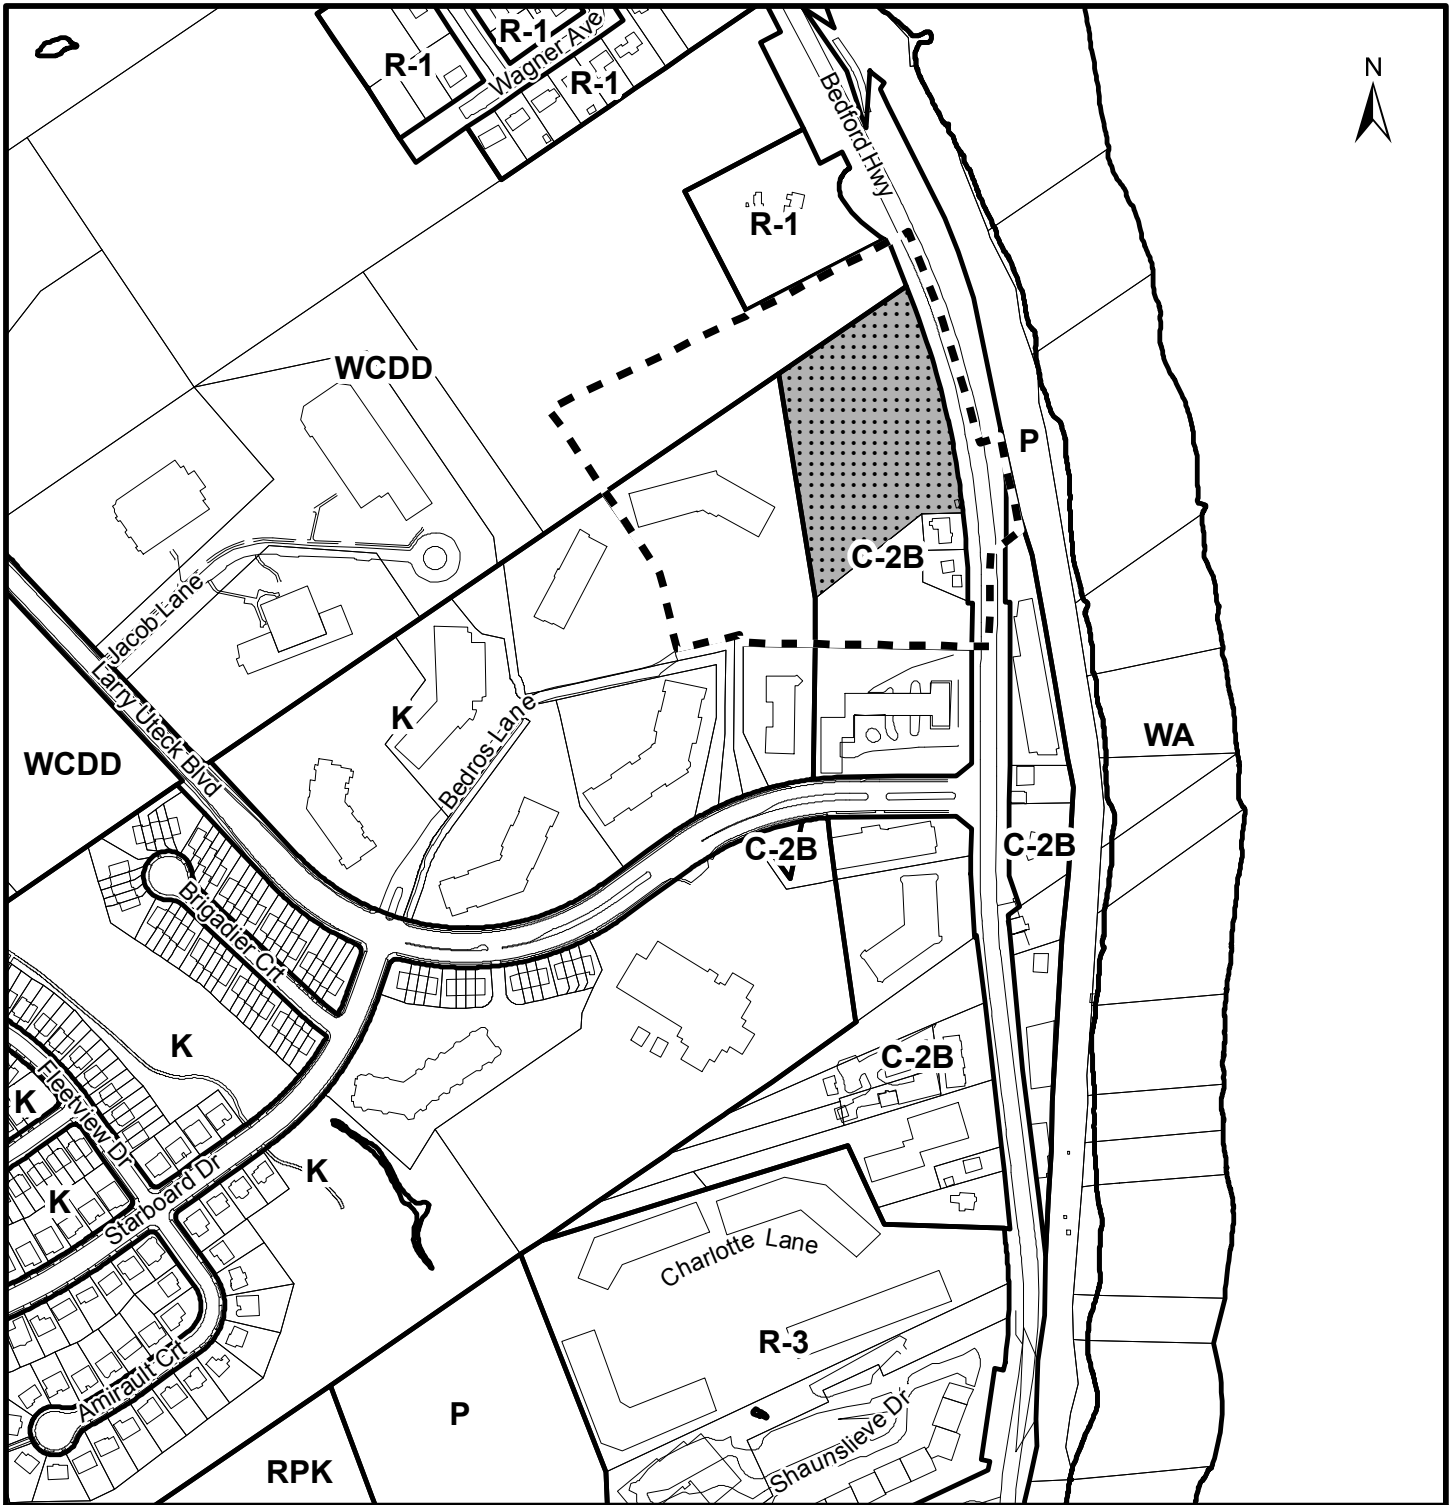 R-1
R-1
Wagner Ave
R-1
N
Bedford Hwy
R-1
WCDD
P
C-2B
Jacob Lane
Larry Uteck Blvd
K
Bedros Lane
WA
WCDD
C-2B
C-2B
Brigadier Crt
K
C-2B
Fleetview Dr
K
K
K
Starboard Dr
Charlotte Lane
R-3
Amirault Crt
P
Shaunslieve Dr
RPK